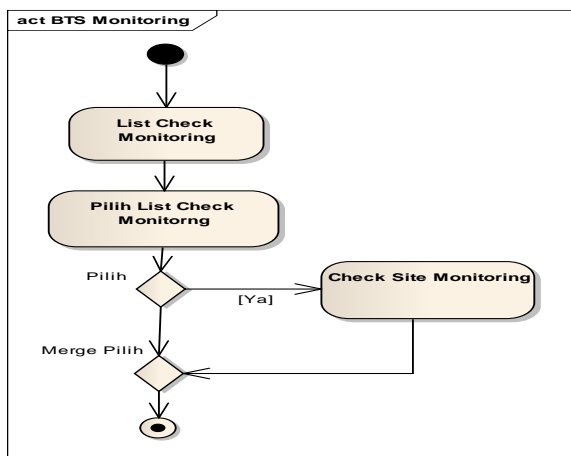 act BTS Monitoring
List Check
Monitoring
Pilih List Check
Monitorng
Pilih
[Ya]
Check Site Monitoring
Merge Pilih